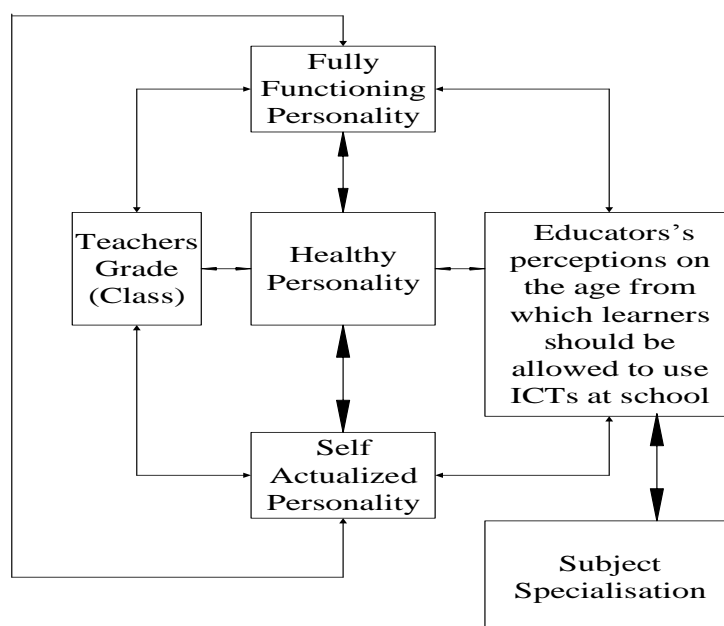 Fully
Functioning
Personality
Teachers
Grade
(Class)
Healthy
Personality
Educators's
perceptions on
the age from
which learners
should be
allowed to use
ICTs at school
Self
Actualized
Personality
Subject
Specialisation